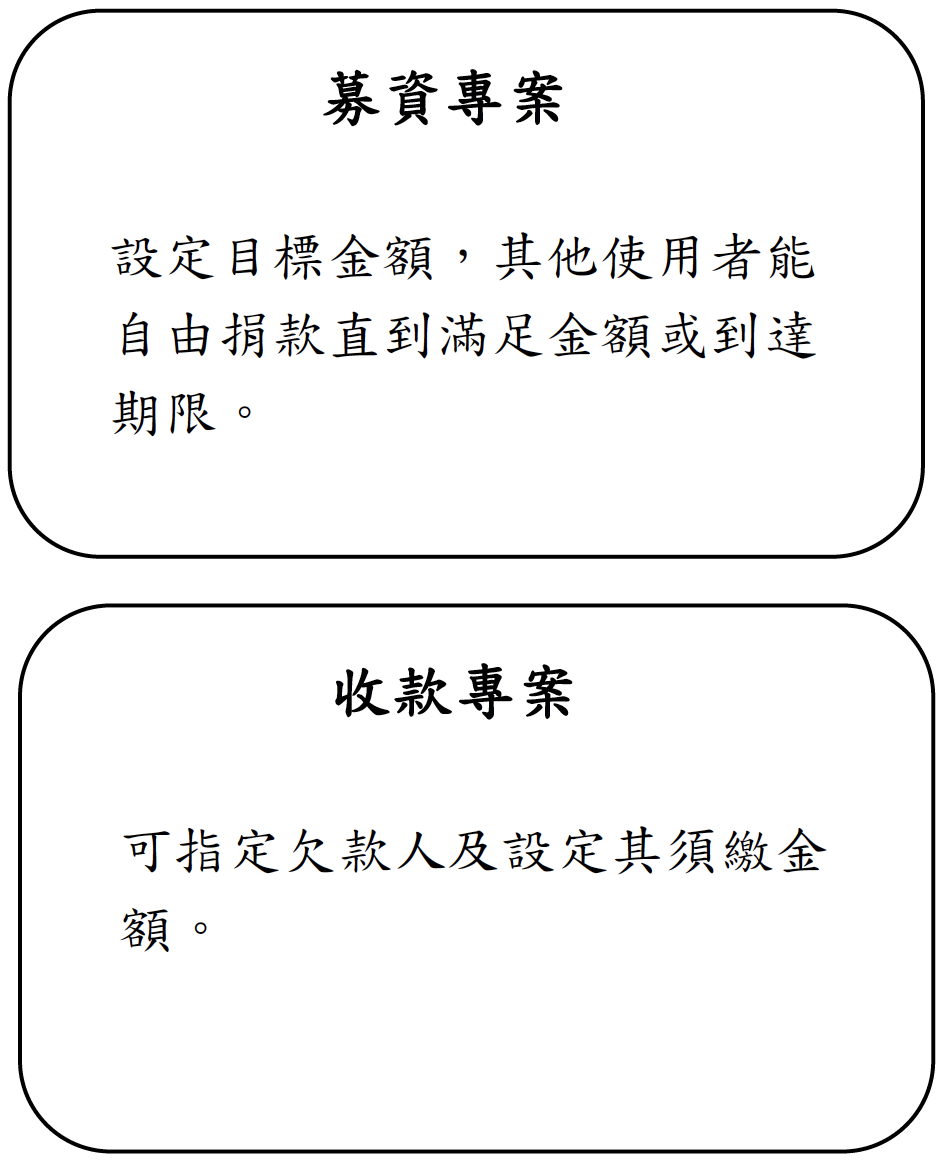 募資專案
設定目標金額，其他使用者能
自由捐款直到滿足金額或到達
期限。
收款專案
可指定欠款人及設定其須繳金
額。